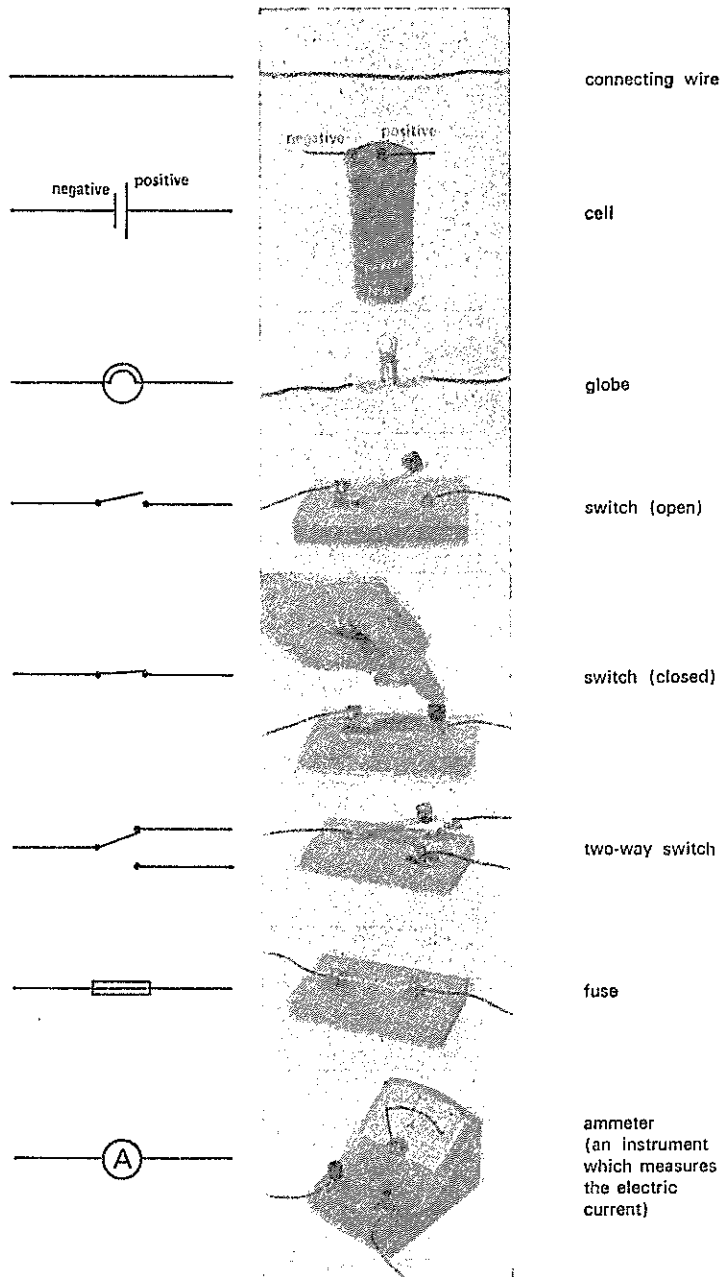 connecting wire
negative positive
negative positive
cell
globe
switch (open)
switch (closed)
two-way switch
fuse
A
ammeter
(an instrument
which measures
the electric
current)